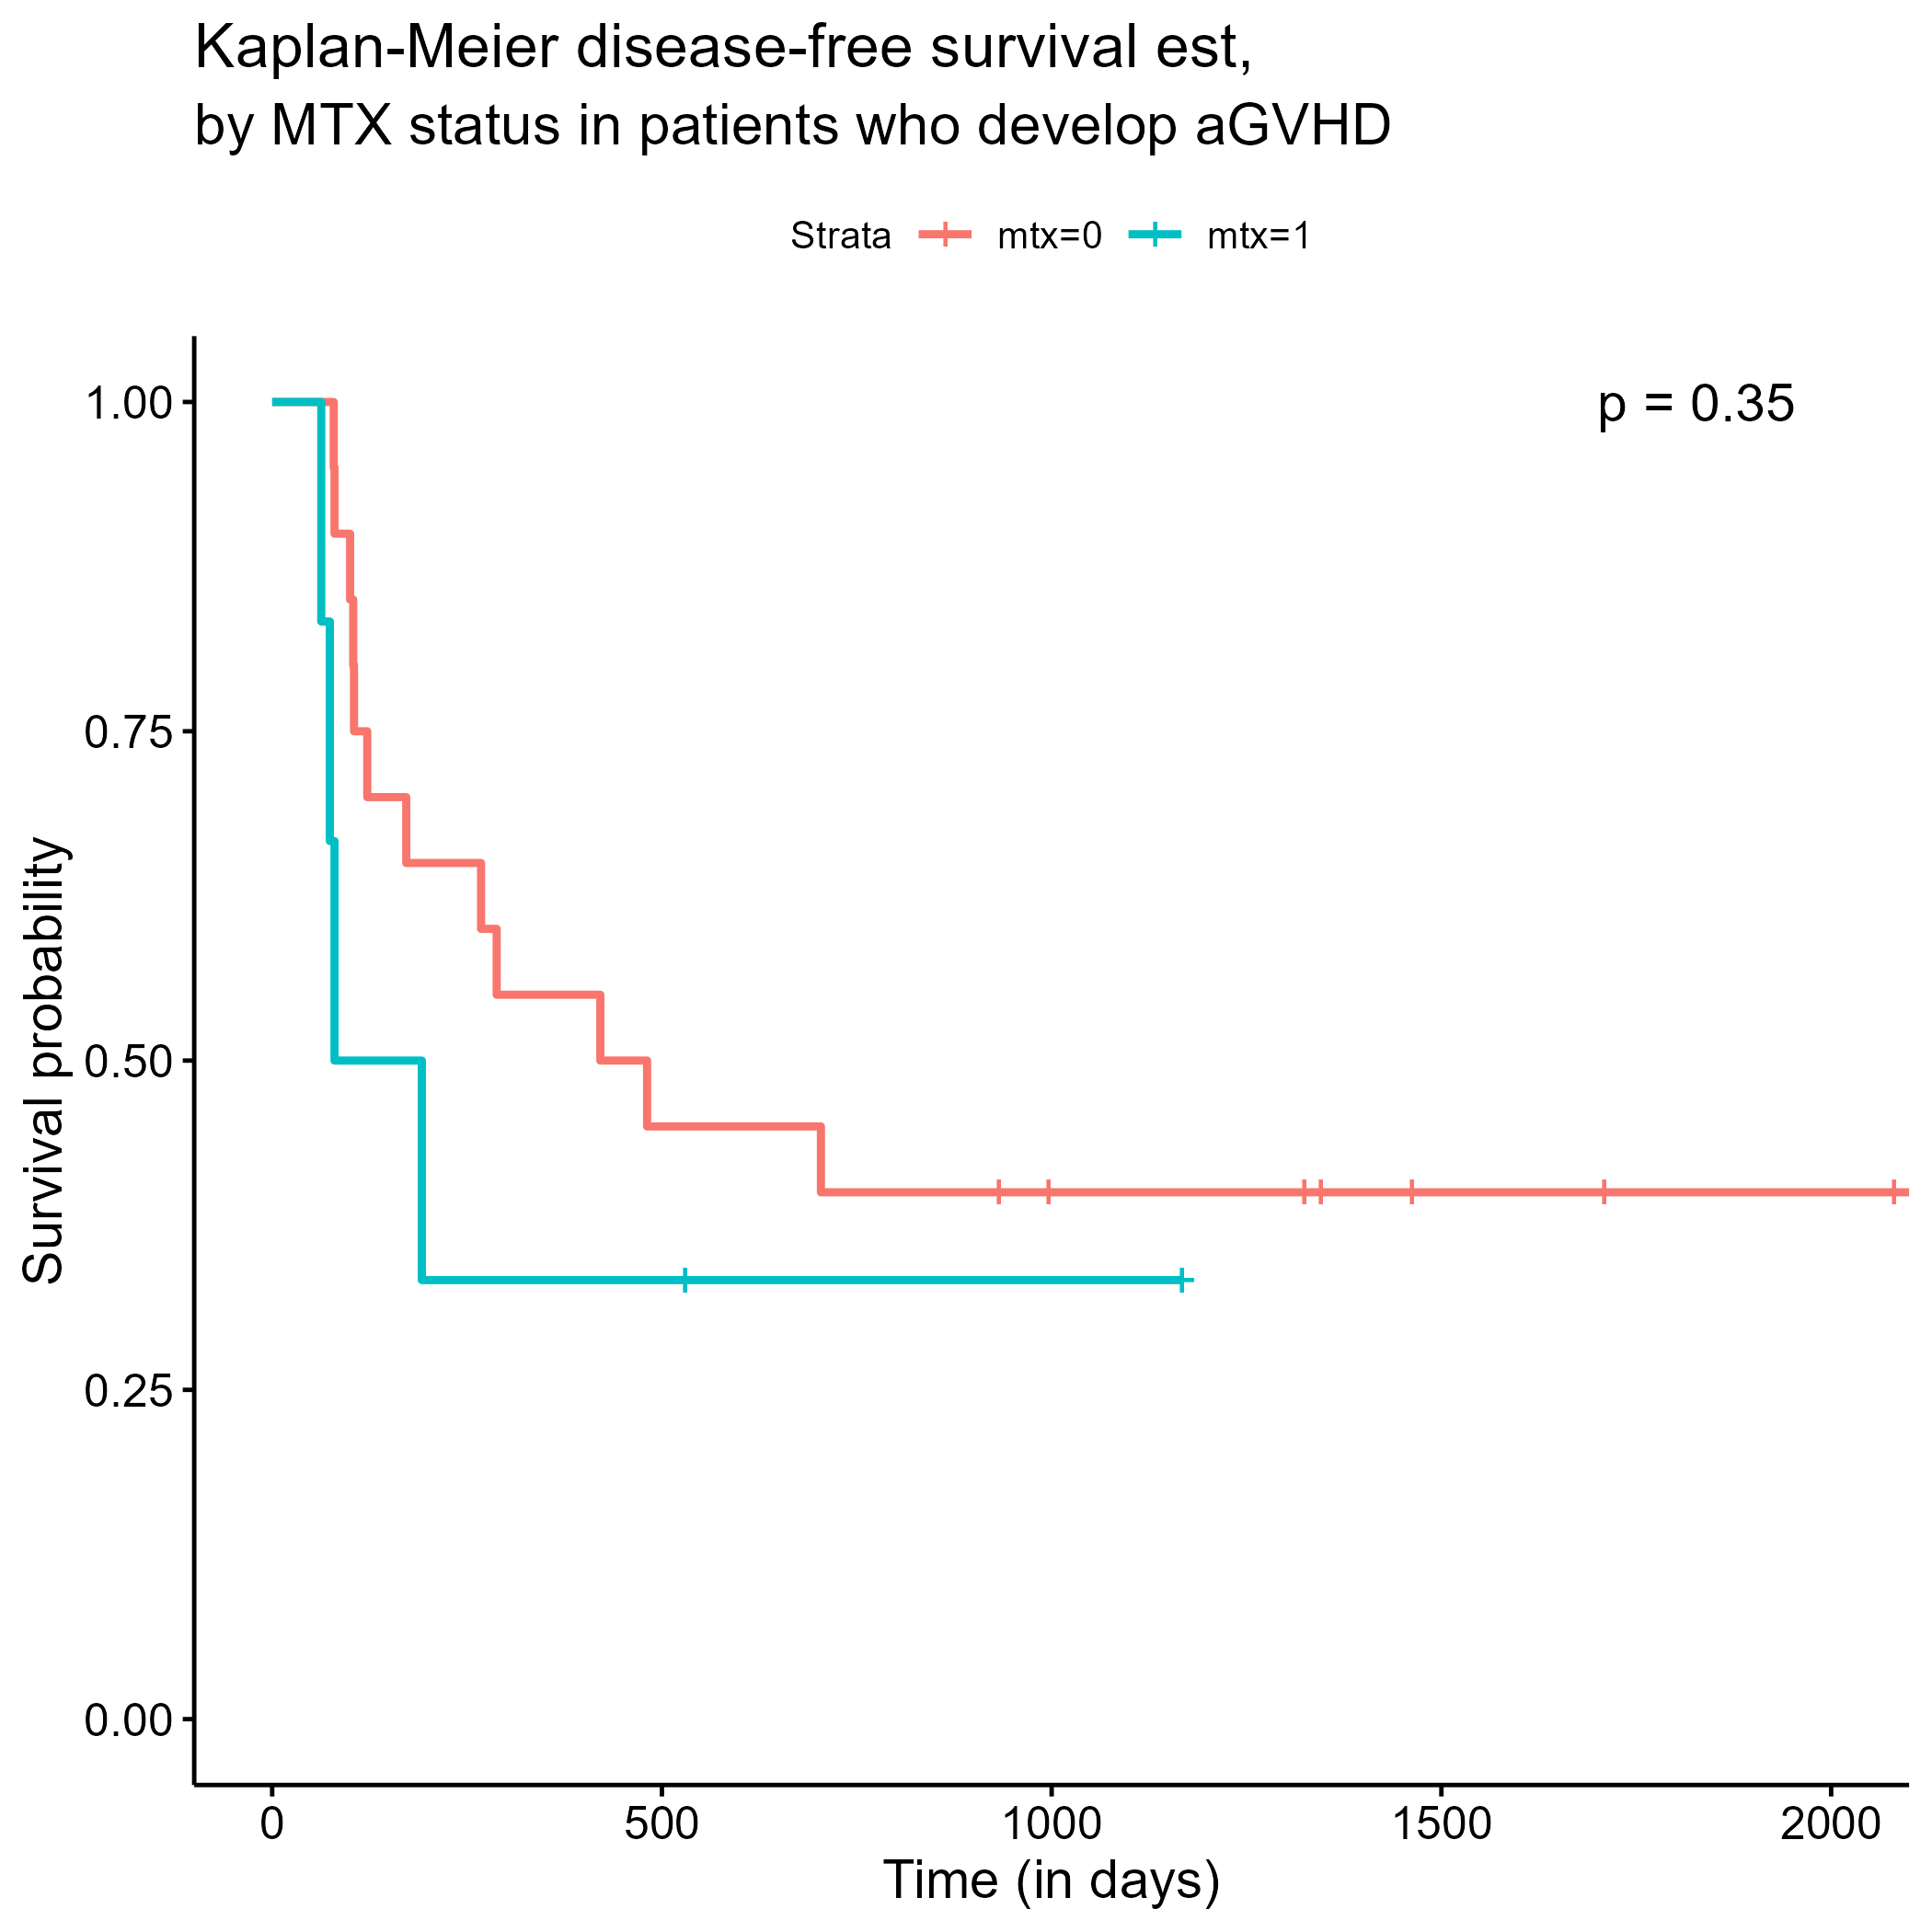 Kaplan-Meier disease-free survival est,
by MTX status in patients who develop aGVHD
Strata mtx=0 mtx=1
p = 0.35
1.00
0.75
0.50
0.25
0.00
Survival probability
0 500 1000 1500 2000
Time (in days)